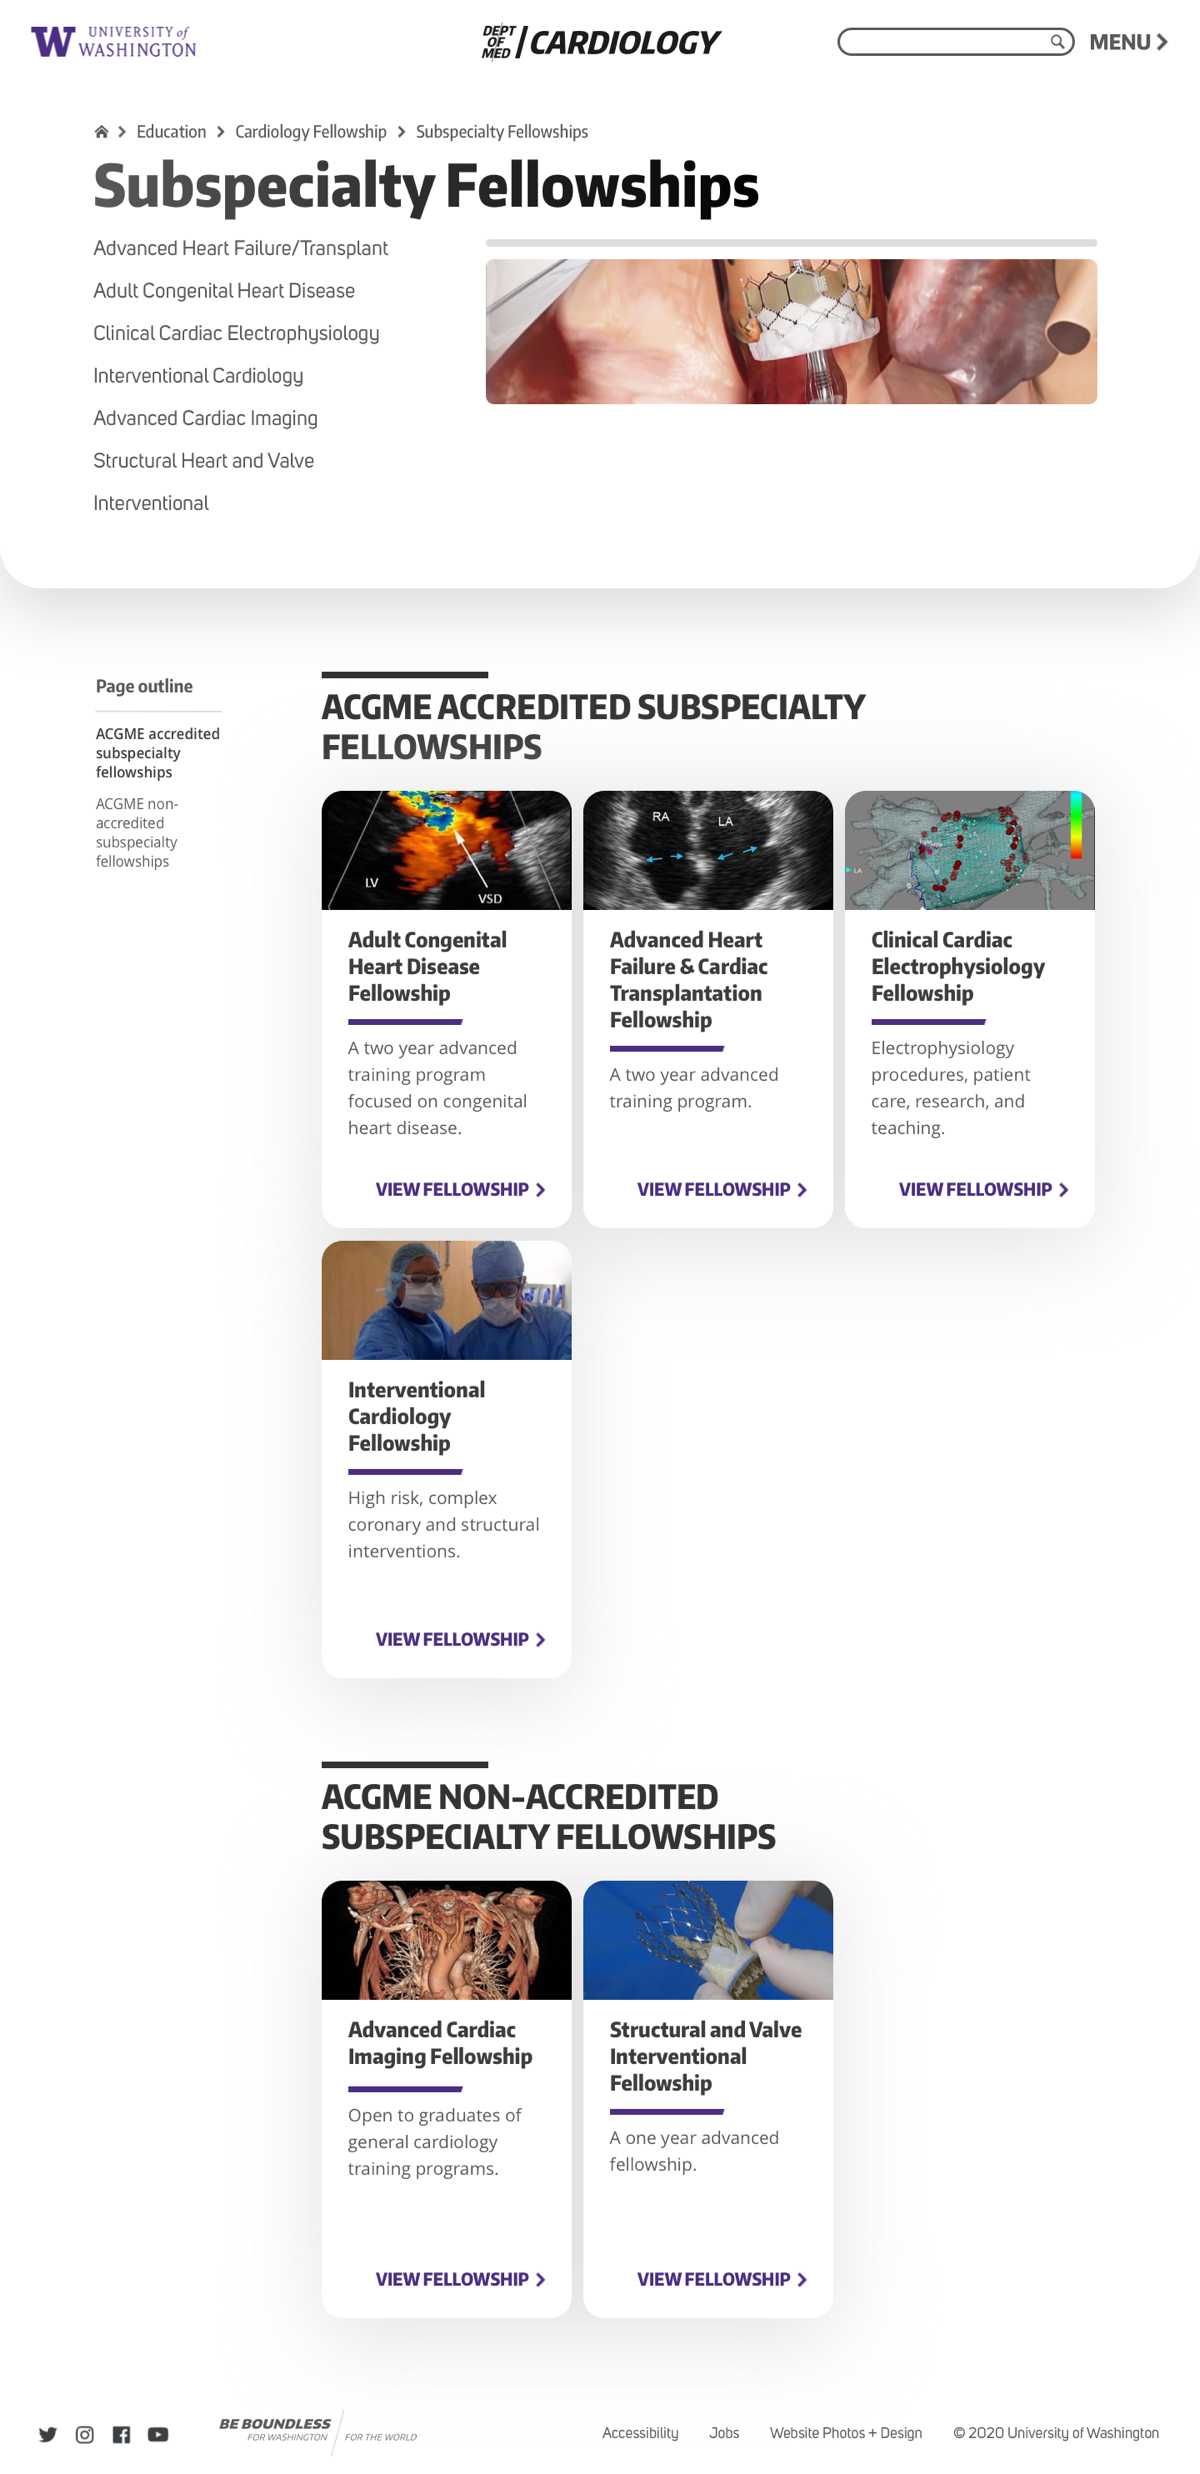 W UNIVERSITY of
WASHINGTON
DEPT
OF
MED
CARDIOLOGY
MENU
Education
Cardiology Fellowship
Subspecialty Fellowships
Subspecialty Fellowships
Advanced Heart Failure/Transplant
Adult Congenital Heart Disease
Clinical Cardiac Electrophysiology
Interventional Cardiology
Advanced Cardiac Imaging
Structural Heart and Valve
Interventional
Page outline
ACGME accredited
subspecialty
fellowships
ACGME non-
accredited
subspecialty
fellowships
ACGME ACCREDITED SUBSPECIALTY
FELLOWSHIPS
LV
VSD
Adult Congenital
Heart Disease
Fellowship
A two year advanced
training program
focused on congenital
heart disease.
VIEW FELLOWSHIP
RA
LA
Advanced Heart
Failure & Cardiac
Transplantation
Fellowship
A two year advanced
training program.
VIEW FELLOWSHIP
LA
Clinical Cardiac
Electrophysiology
Fellowship
Electrophysiology
procedures, patient
care, research, and
teaching.
VIEW FELLOWSHIP
Interventional
Cardiology
Fellowship
High risk, complex
coronary and structural
interventions.
VIEW FELLOWSHIP
ACGME NON-ACCREDITED
SUBSPECIALTY FELLOWSHIPS
Advanced Cardiac
Imaging Fellowship
Open to graduates of
general cardiology
training programs.
VIEW FELLOWSHIP
Structural and Valve
Interventional
Fellowship
A one year advanced
fellowship.
VIEW FELLOWSHIP
BE BOUNDLESS
FOR WASHINGTON
FOR THE WORLD
Accessibility
Jobs
Website Photos + Design
© 2020 University of Washington